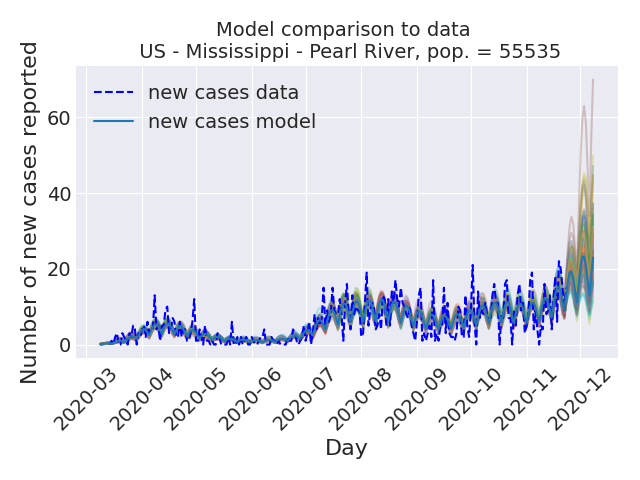 Model comparison to data
US - Mississippi - Pearl River, pop. = 55535
Number of new cases reported
60
40
20
0
new cases data
new cases model
2020-03
2020-04
2020-05
2020-06
2020-07
2020-08
2020-09
2020-10
2020-11
2020-12
Day